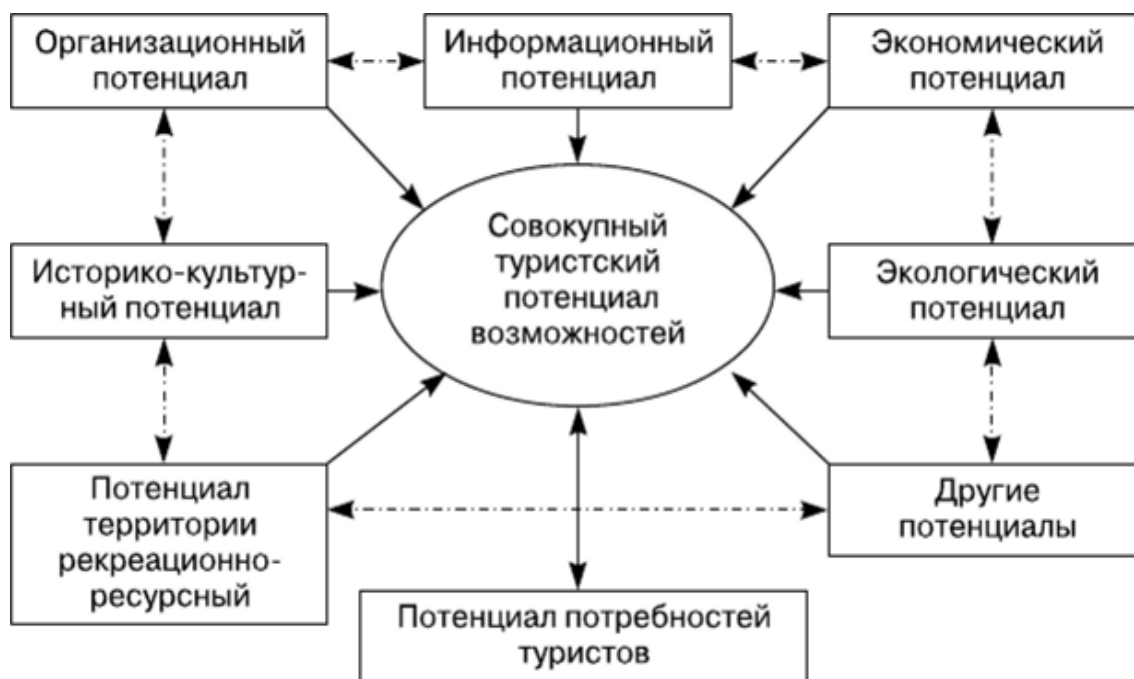 Организационный
потенциал
Информационный
потенциал
Экономический
потенциал
Совокупный
туристский
потенциал
возможностей
Историко-культур-
ный потенциал
Экологический
потенциал
Потенциал
территории
рекреационно-
ресурсный
Другие
потенциалы
Потенциал потребностей
туристов